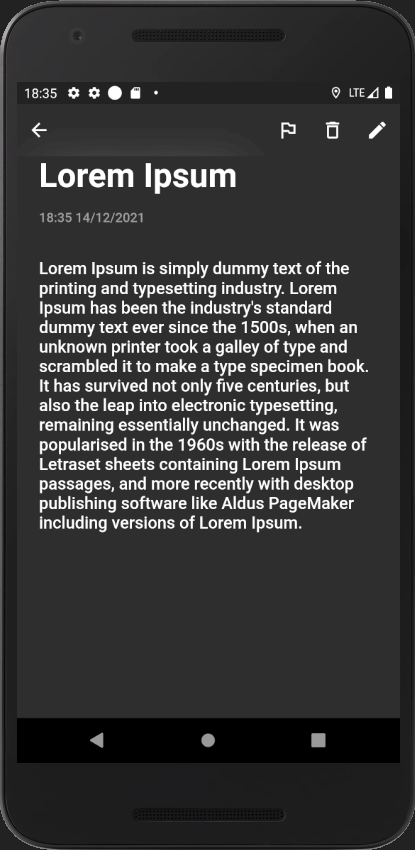 18:35
LTE
Lorem Ipsum
18:35 14/12/2021
Lorem Ipsum is simply dummy text of the
printing and typesetting industry. Lorem
Ipsum has been the industry's standard
dummy text ever since the 1500s, when an
unknown printer took a galley of type and
scrambled it to make a type specimen book.
It has survived not only five centuries, but
also the leap into electronic typesetting,
remaining essentially unchanged. It was
popularised in the 1960s with the release of
Letraset sheets containing Lorem Ipsum
passages, and more recently with desktop
publishing software like Aldus PageMaker
including versions of Lorem Ipsum.